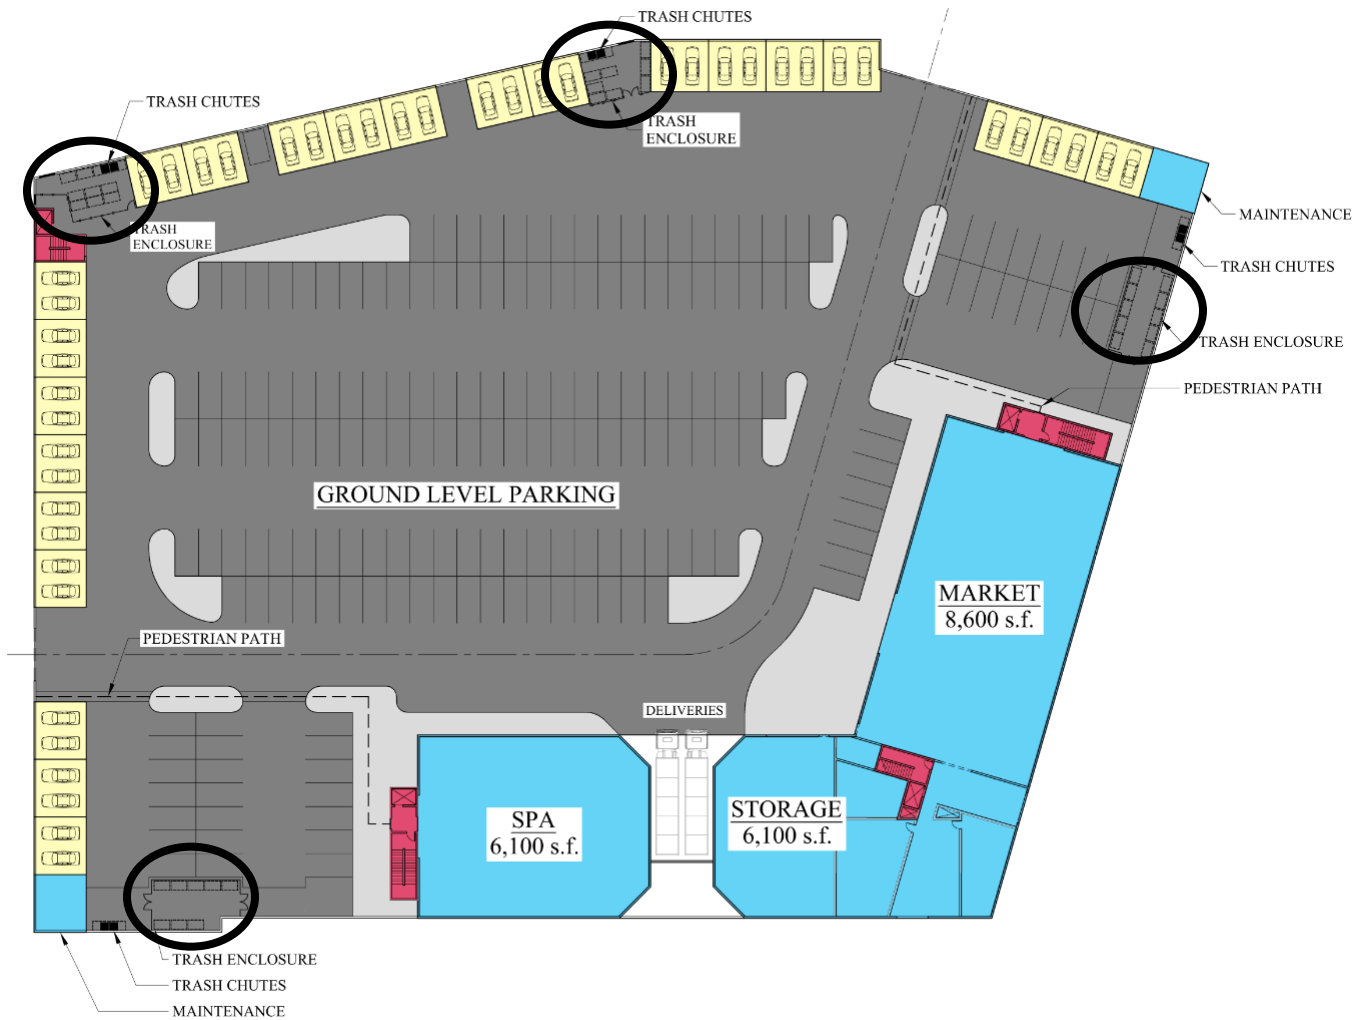 TRASH CHUTES
TRASH CHUTES
TRASH
ENCLOSURE
TRASH
ENCLOSURE
MAINTENANCE
TRASH CHUTES
TRASH ENCLOSURE
PEDESTRIAN PATH
GROUND LEVEL PARKING
MARKET
8,600 s.f.
PEDESTRIAN PATH
DELIVERIES
SPA
6,100 s.f.
STORAGE
6,100 s.f.
TRASH ENCLOSURE
TRASH CHUTES
MAINTENANCE